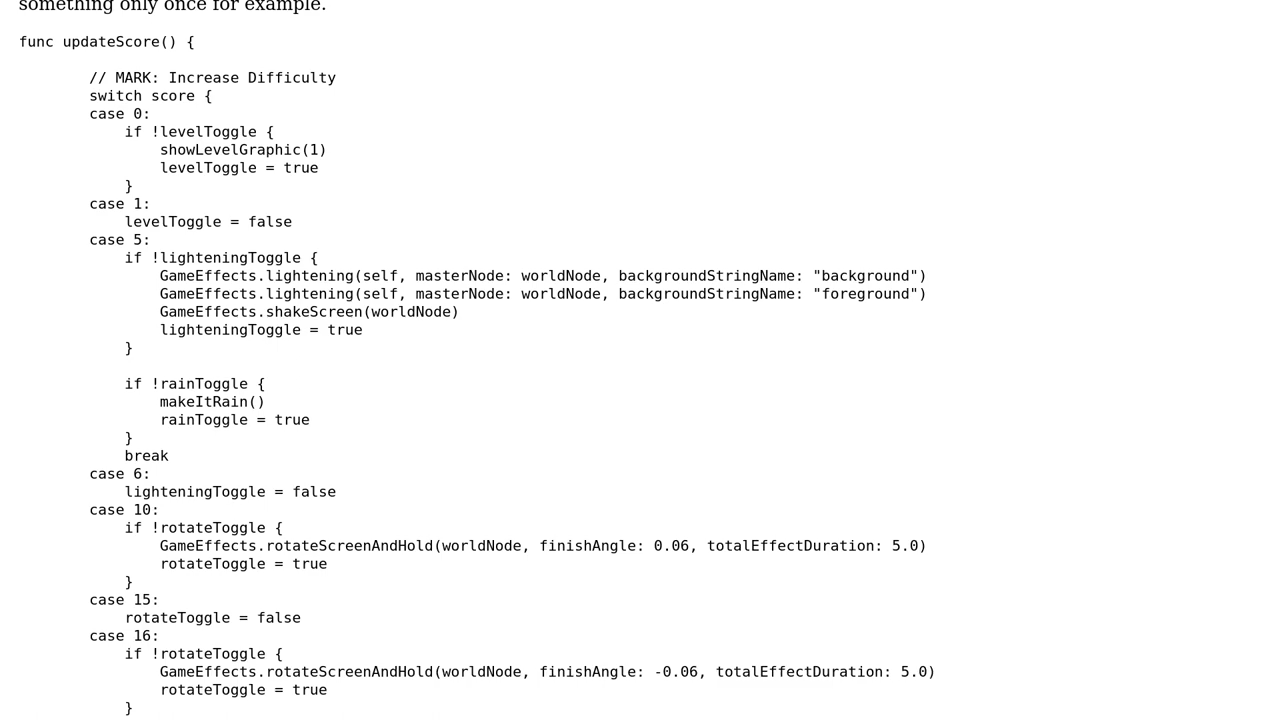 something only once for example.
func updateScore() {
// MARK: Increase Difficulty
switch score {
case 0:
if !levelToggle {
showLevelGraphic(1)
levelToggle = true
}
case 1:
levelToggle = false
case 5:
if !lighteningToggle {
GameEffects.lightening(self, masterNode: worldNode, backgroundStringName: "background")
GameEffects.lightening(self, masterNode: worldNode, backgroundStringName: "foreground")
GameEffects.shakeScreen(worldNode)
lighteningToggle = true
}
if !rainToggle {
makeItRain()
rainToggle = true
}
break
case 6:
lighteningToggle = false
case 10:
if !rotateToggle {
GameEffects.rotateScreenAndHold(worldNode, finishAngle: 0.06, totalEffectDuration: 5.0)
rotateToggle = true
}
case 15:
rotateToggle = false
case 16:
if !rotateToggle {
GameEffects.rotateScreenAndHold(worldNode, finishAngle: -0.06, totalEffectDuration: 5.0)
rotateToggle = true
}